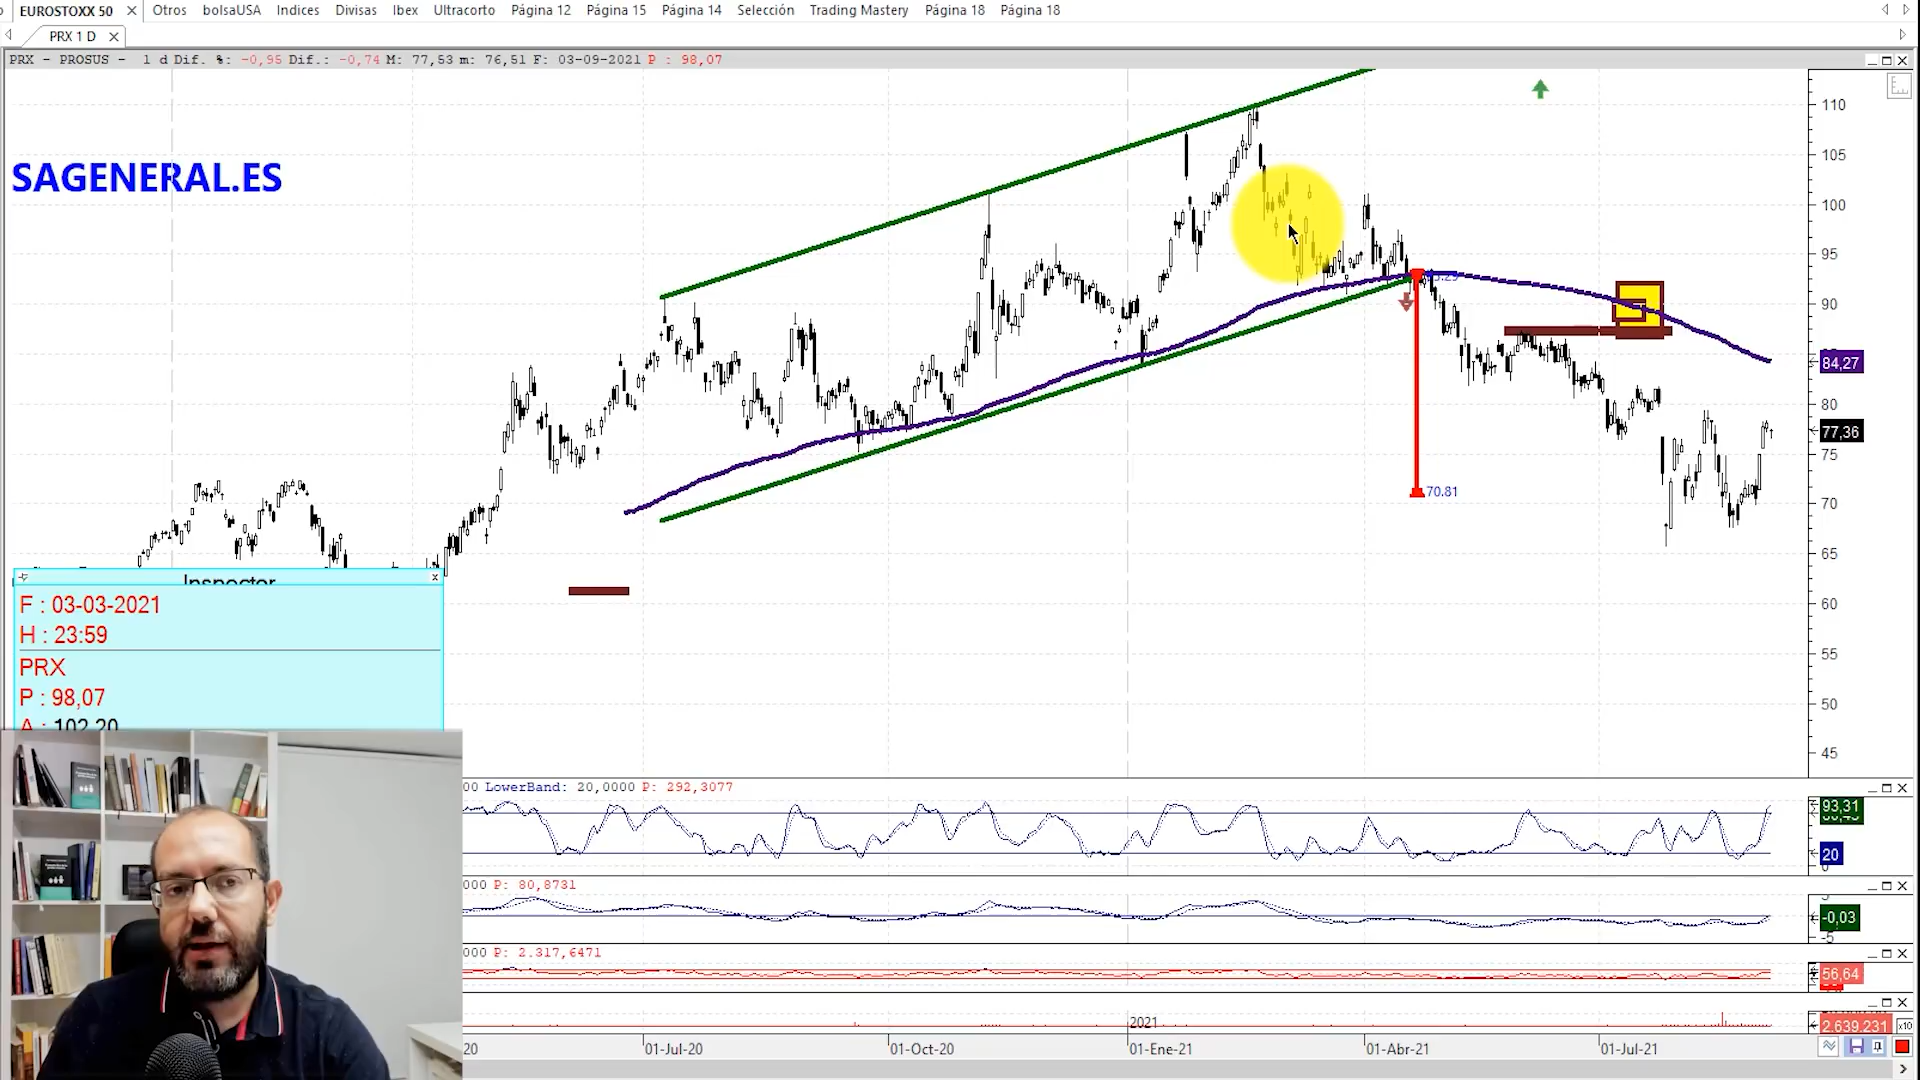 EUROSTOXX 50 Otros bolsaUSA Indices Divisas Ibex Ultracorto Página 12 Página 15 Página 14 Selección Trading Mastery Página 18 Página 18
PRX 1 D
PRX - PROSUS - 1 d Dif. %: -0,95 Dif.: -0,74 M: 77,53 m: 76,51 F: 03-09-2021 P : 98,07
SAGENERAL.ES
110
105
100
95
90
84,27
80
77,36
75
70
65
60
55
50
45
70.81
Inspector
F : 03-03-2021
H : 23:59
PRX
P : 98,07
A : 102,20
00 LowerBand: 20,0000 P: 292,3077
93,31
20
000 P: 80,8731
-0,03
-5
000 P: 2.317,6471
56,64
2021
2.639.231 x10
20 01-Jul-20 01-Oct-20 01-Ene-21 01-Abr-21 01-Jul-21